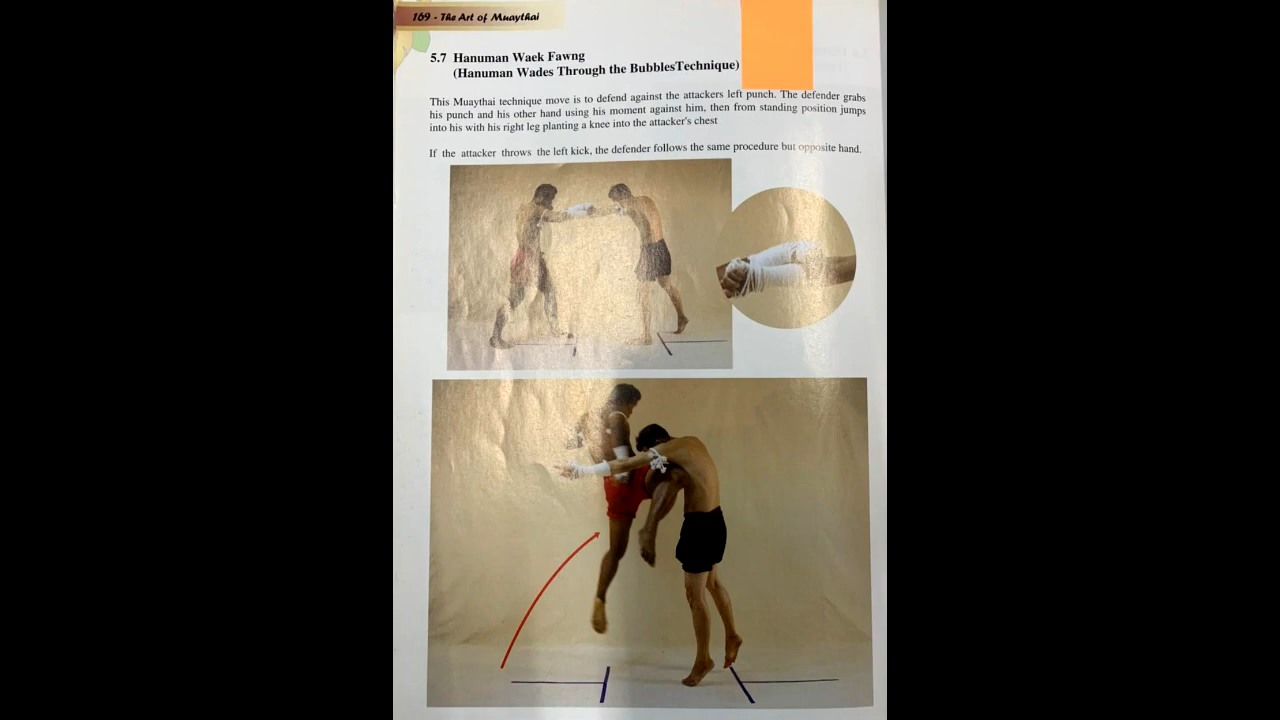 169 - The Art of Muaythai
5.7 Hanuman Waek Fawng
(Hanuman Wades Through the BubblesTechnique)
This Muaythai technique move is to defend against the attackers left punch. The defender grabs
his punch and his other hand using his moment against him, then from standing position jumps
into his with his right leg planting a knee into the attacker's chest
If the attacker throws the left kick, the defender follows the same procedure but opposite hand.